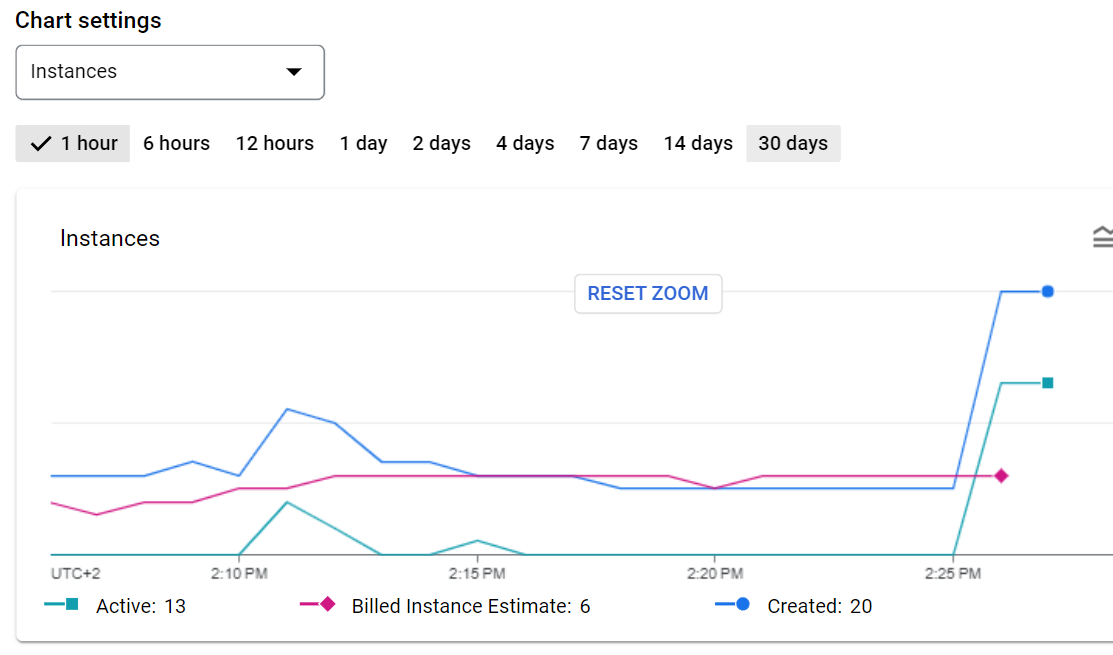 Chart settings
Instances
1 hour 6 hours 12 hours 1 day 2 days 4 days 7 days 14 days 30 days
Instances
RESET ZOOM
UTC+2 2:10 PM 2:15 PM 2:20 PM 2:25 PM
Active: 13 Billed Instance Estimate: 6 Created: 20